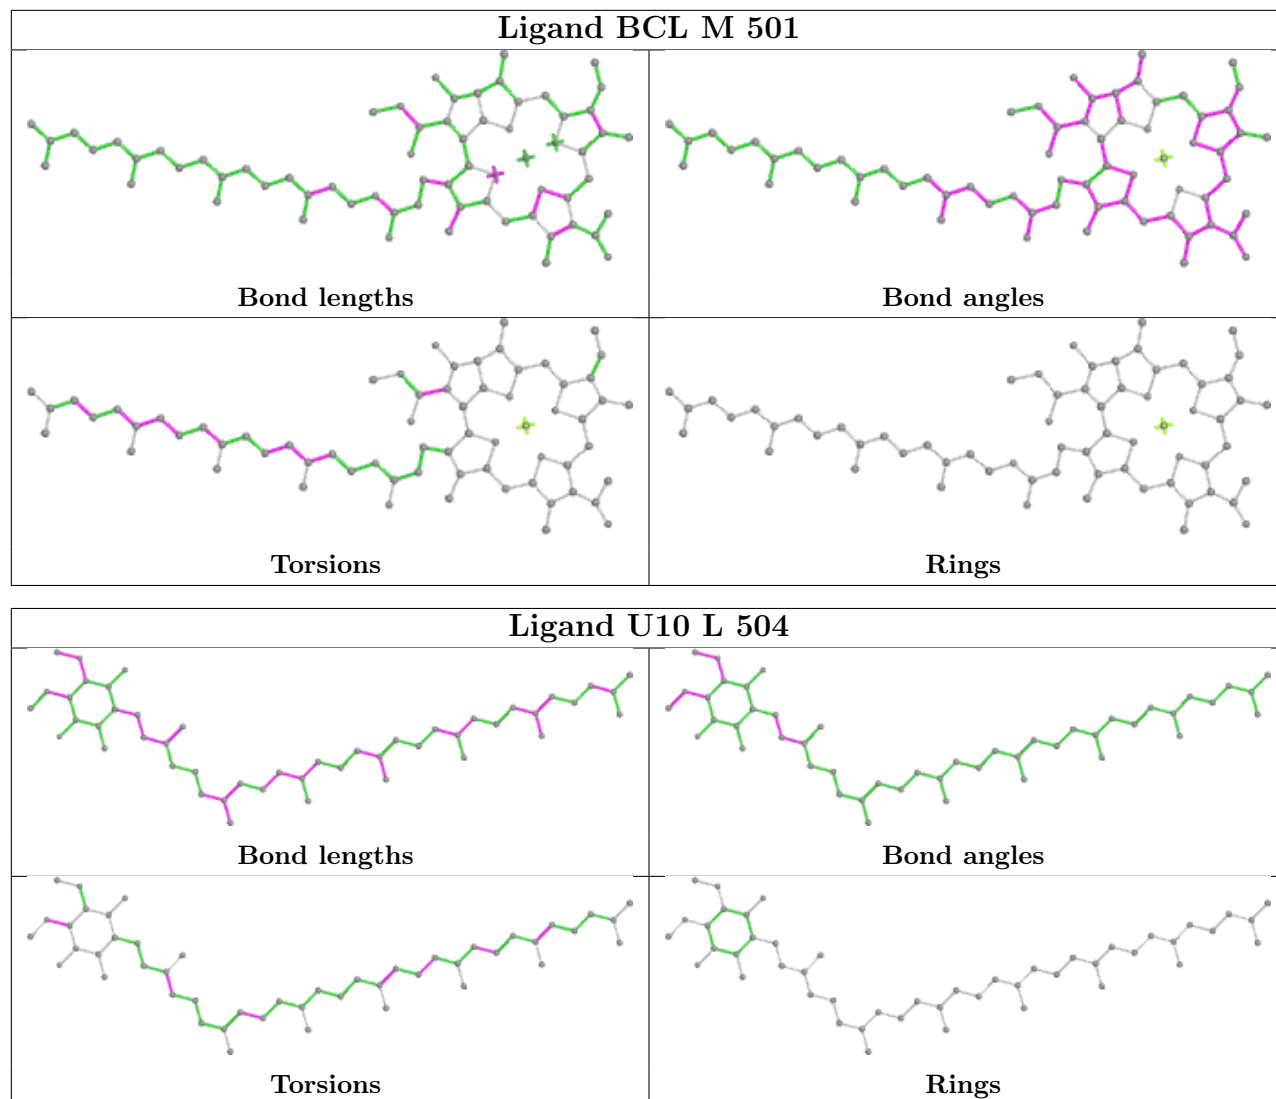 Ligand BCL M 501
Bond lengths
Bond angles
Torsions
Rings
Ligand U10 L 504
Bond lengths
Bond angles
Torsions
Rings